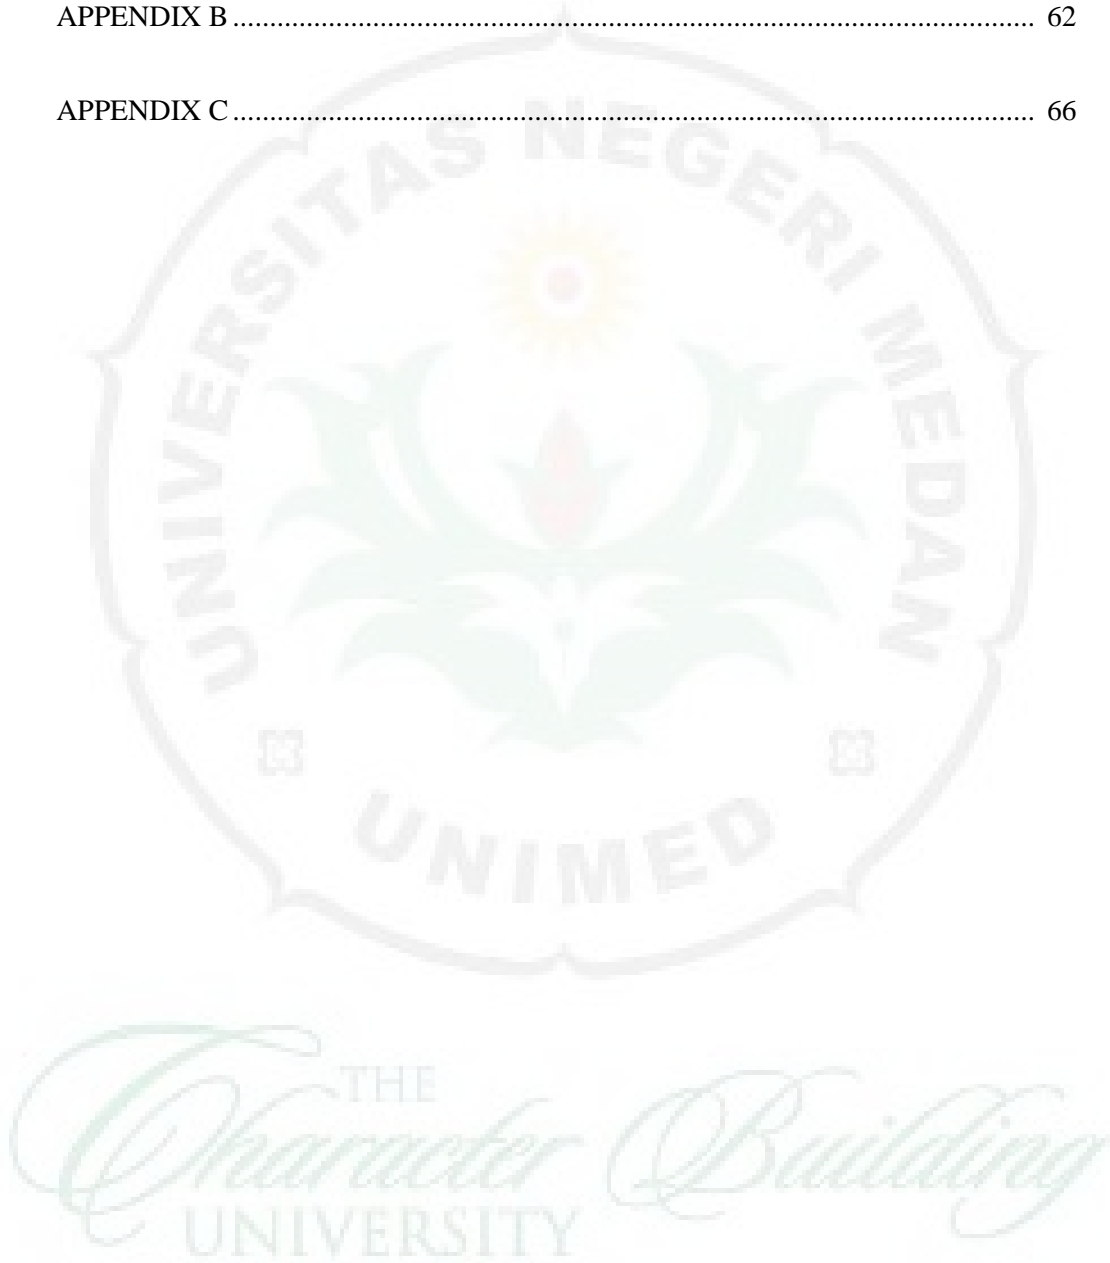 APPENDIX B ............................................................................................................ 62
APPENDIX C ............................................................................................................ 66
UNIVERSITAS NEGERI MEDAN
UNIMED
THE
Character Building
UNIVERSITY